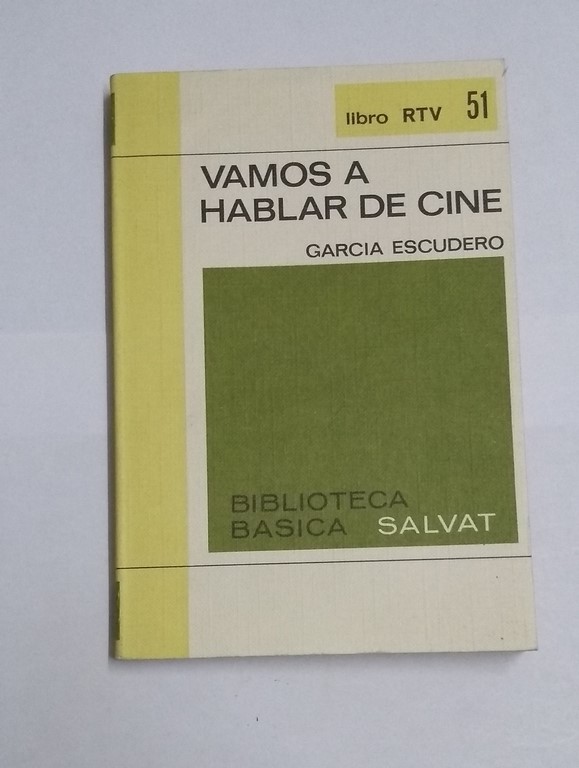 libro RTV 51
VAMOS A
HABLAR DE CINE
GARCIA ESCUDERO
BIBLIOTECA
BASICA SALVAT